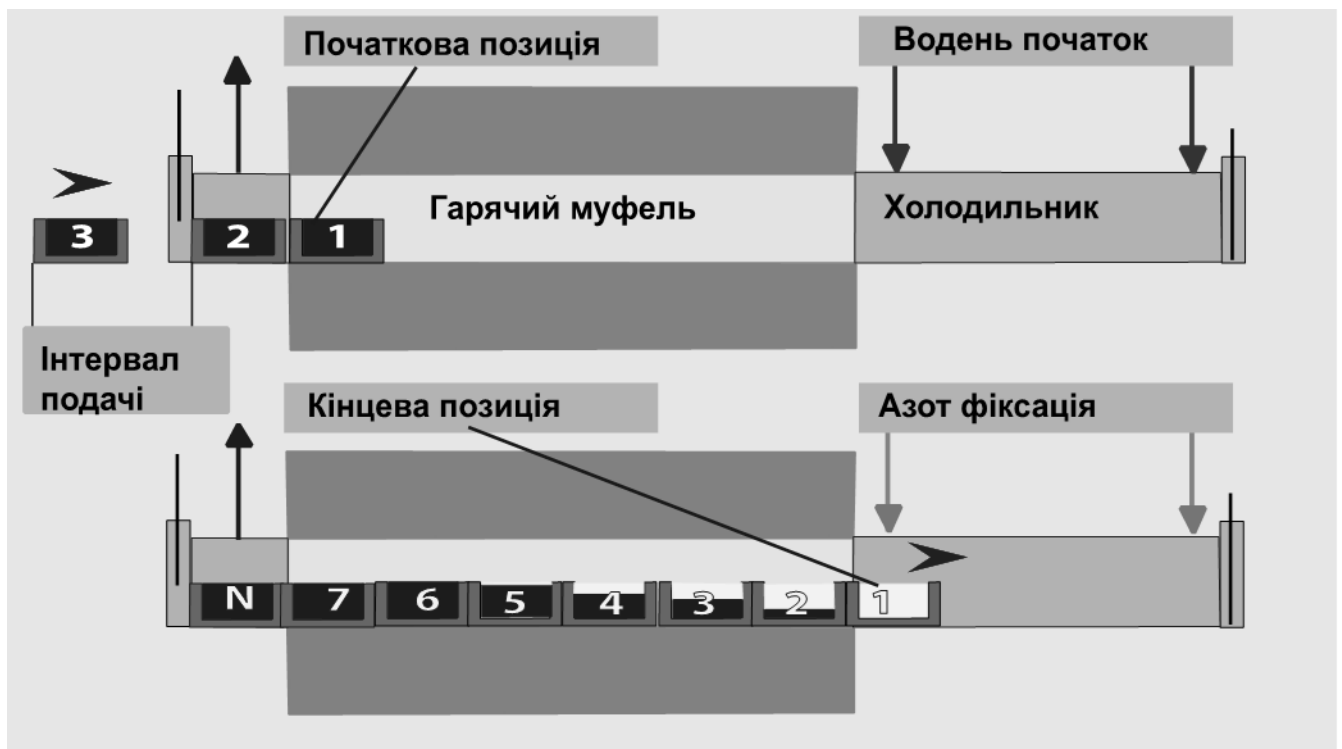 Початкова позиція
Водень початок
Гарячий муфель
Холодильник
3
2
1
Інтервал
подачі
Кінцева позиція
Азот фіксація
N
7
6
5
4
3
2
1